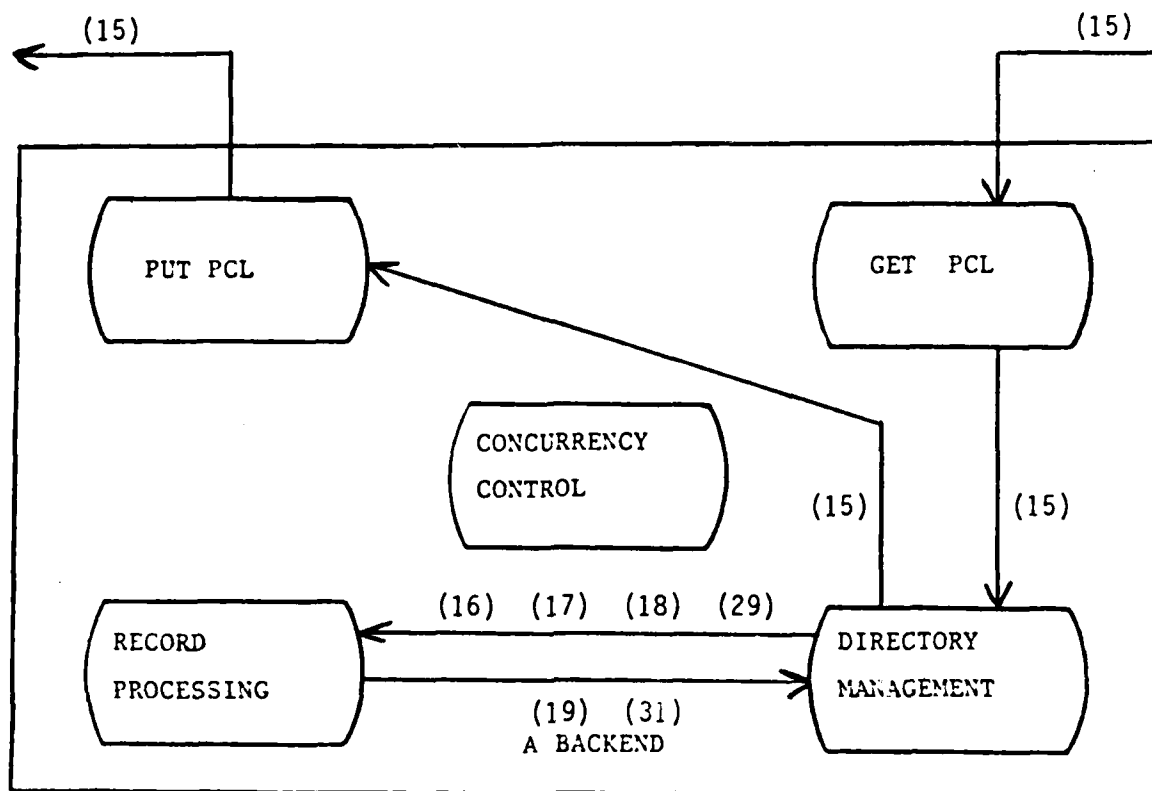 (15)
(15)
PUT PCL
GET PCL
CONCURRENCY
CONTROL
(15)
(15)
(16) (17) (18) (29)
RECORD
PROCESSING
DIRECTORY
MANAGEMENT
(19) (31)
A BACKEND